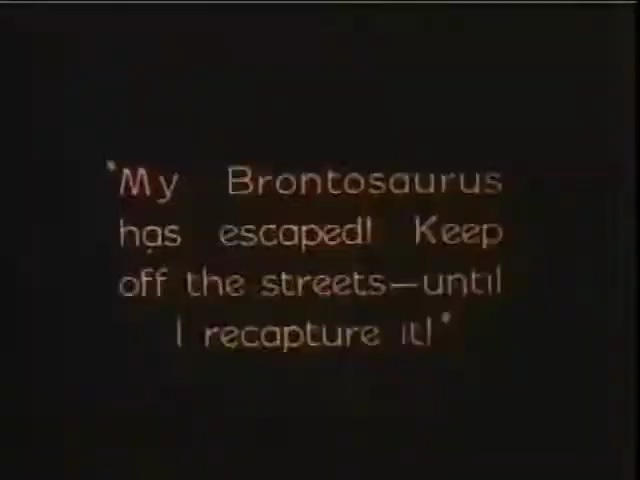 "My Brontosaurus
has escaped! Keep
off the streets—until
I recapture it!"